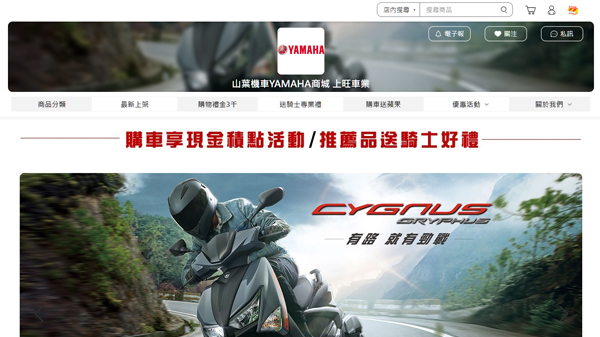 店內搜尋
搜尋商品
YAMAHA
電子報
關注
私訊
山葉機車YAMAHA商城 上旺車業
商品分類
最新上架
購物禮金3千
送騎士專業禮
購車送蘋果
優惠活動
關於我們
購車享現金積點活動/推薦品送騎士好禮
CYGNUS
GRYPHUS
有路 就有勁戰